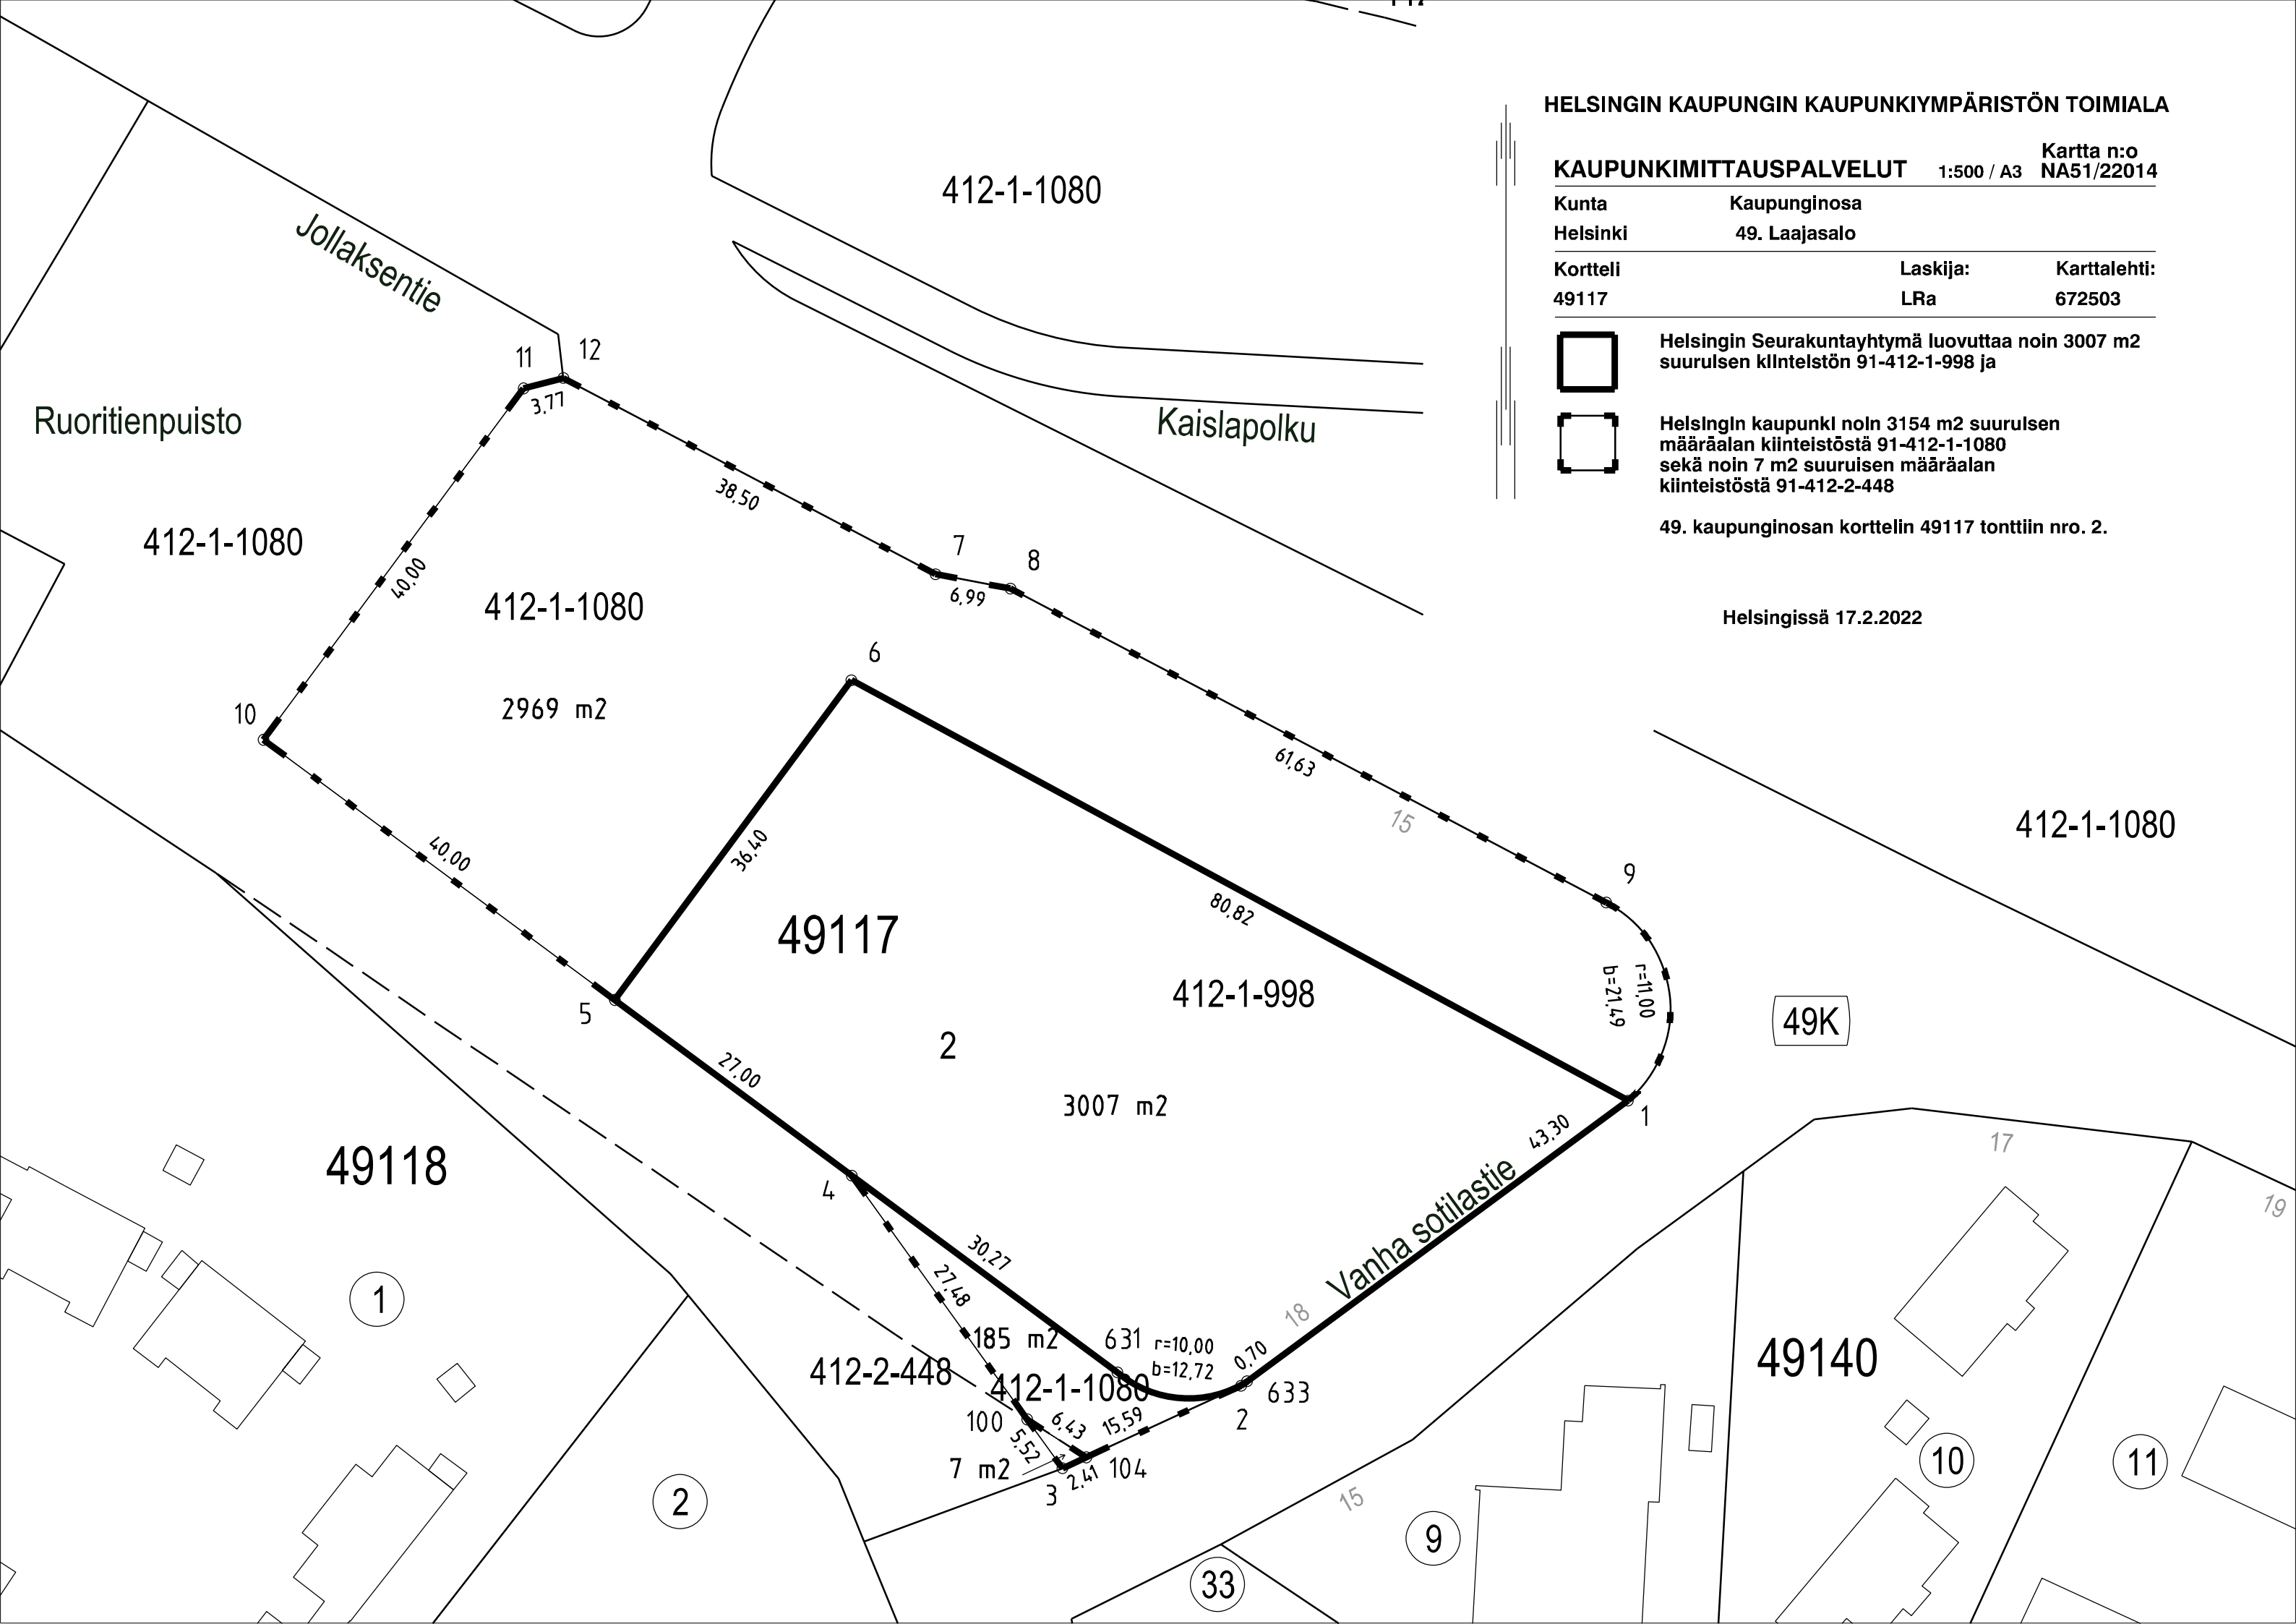 HELSINGIN KAUPUNGIN KAUPUNKIYMPÄRISTÖN TOIMIALA
KAUPUNKIMITTAUSPALVELUT 1:500 / A3 Kartta n:o
NA51/22014
Kunta Kaupunginosa
Helsinki 49. Laajasalo
Kortteli Laskija: Karttalehti:
49117 LRa 672503
Helsingin Seurakuntayhtymä luovuttaa noin 3007 m2
suuruisen kiinteistön 91-412-1-998 ja
Helsingin kaupunki noin 3154 m2 suuruisen
määräalan kiinteistöstä 91-412-1-1080
sekä noin 7 m2 suuruisen määräalan
kiinteistöstä 91-412-2-448
49. kaupunginosan korttelin 49117 tonttiin nro. 2.
Helsingissä 17.2.2022
412-1-1080
Jollaksentie
11
12
3,77
Ruoritienpuisto
Kaislapolku
38,50
412-1-1080
40,00
412-1-1080
7
8
6,99
6
10
2969 m2
61,63
15
412-1-1080
40,00
36,40
9
80,82
49117
412-1-998
r=11,00
b=21,49
49K
5
2
27,00
3007 m2
1
43,30
49118
4
Vanha sotilastie
17
19
30,27
27,48
1
18
185 m2
631
r=10,00
b=12,72
0,70
412-2-448
412-1-1080
633
49140
100
6,43
15,59
2
5,52
7 m2
2,41
104
3
15
2
9
10
11
33